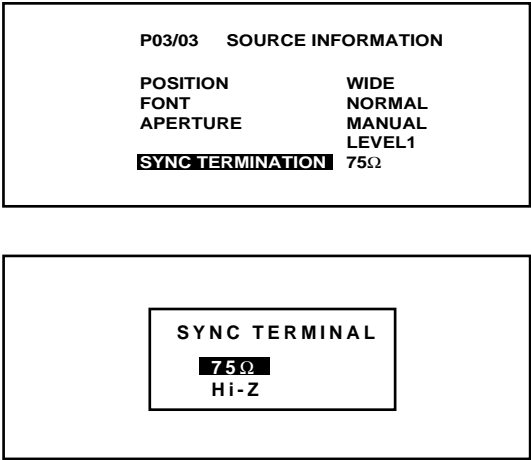 P03/03 SOURCE INFORMATION
POSITION WIDE
FONT NORMAL
APERTURE MANUAL
LEVEL1
SYNC TERMINATION 75Ω
SYNC TERMINAL
75Ω
Hi-Z